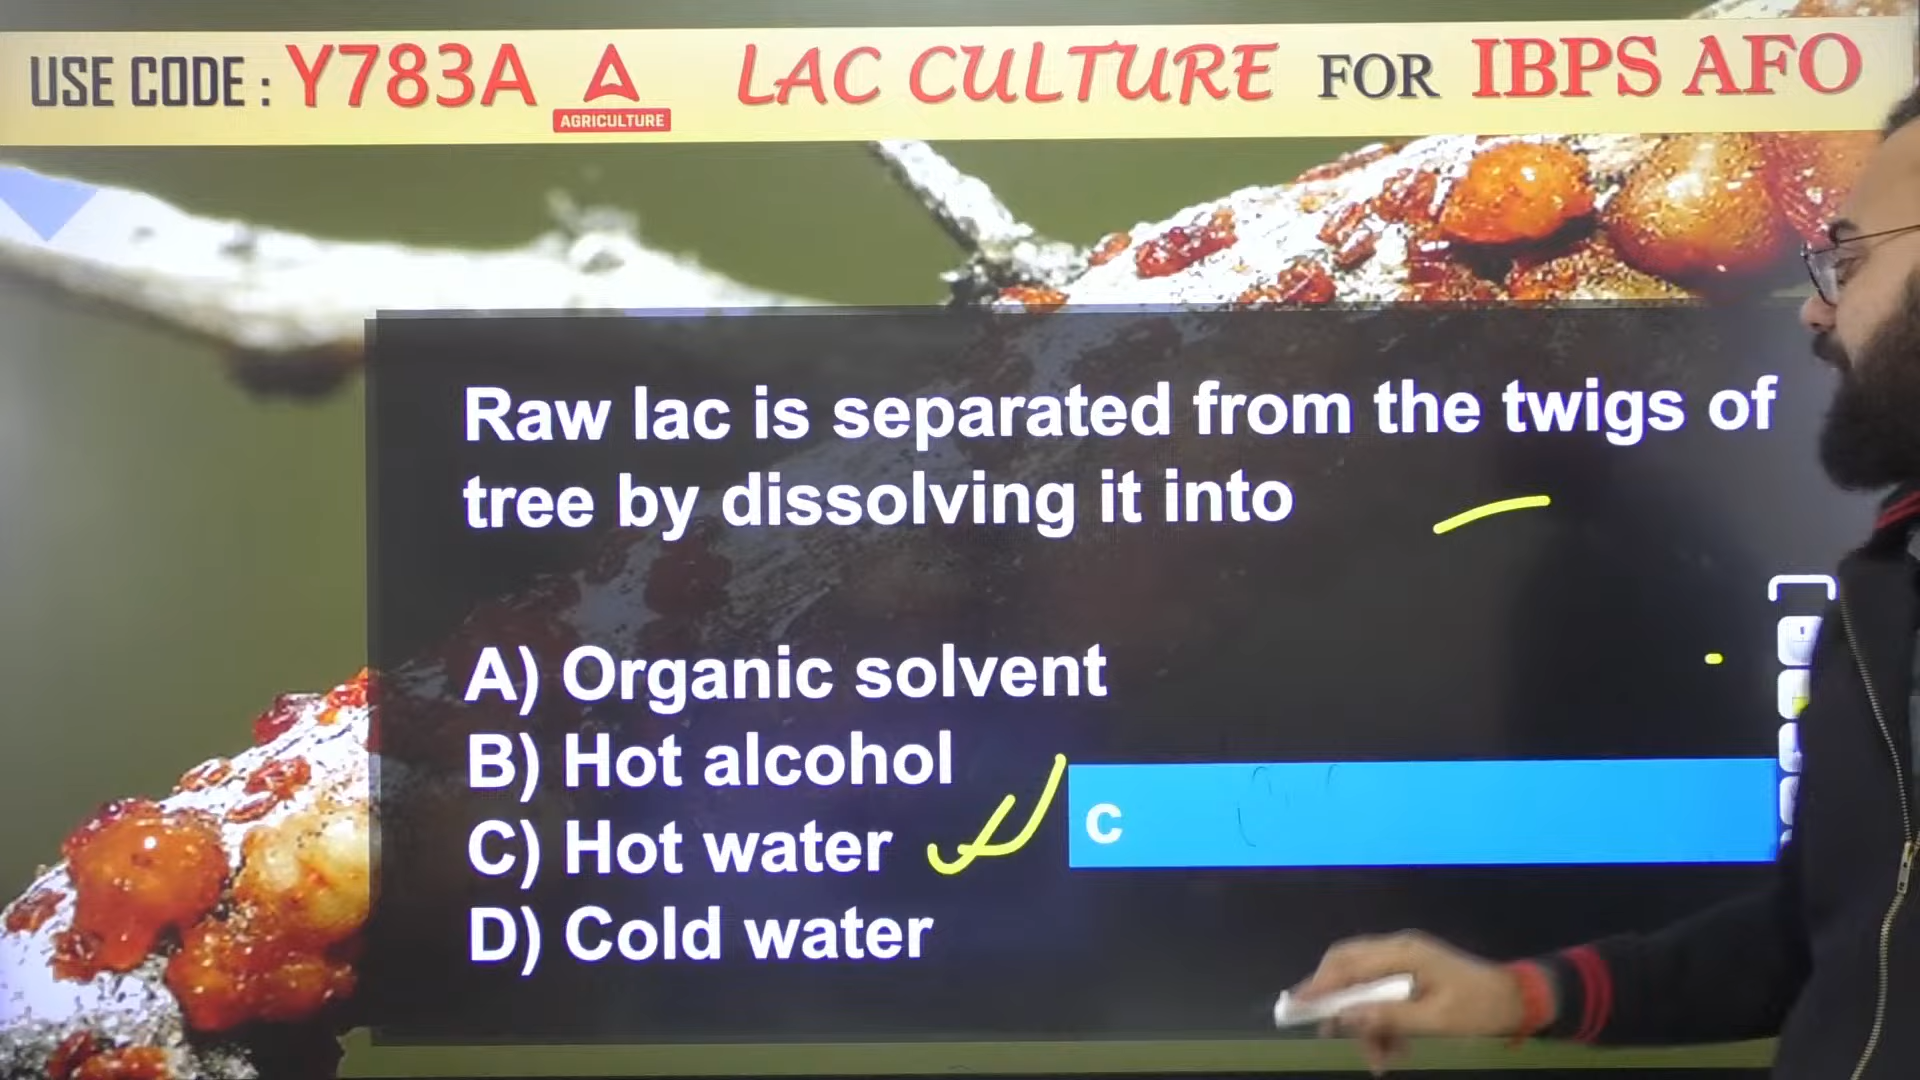 USE CODE : Y783A AGRICULTURE LAC CULTURE FOR IBPS AFO
Raw lac is separated from the twigs of
tree by dissolving it into
A) Organic solvent
B) Hot alcohol
C) Hot water
C
D) Cold water